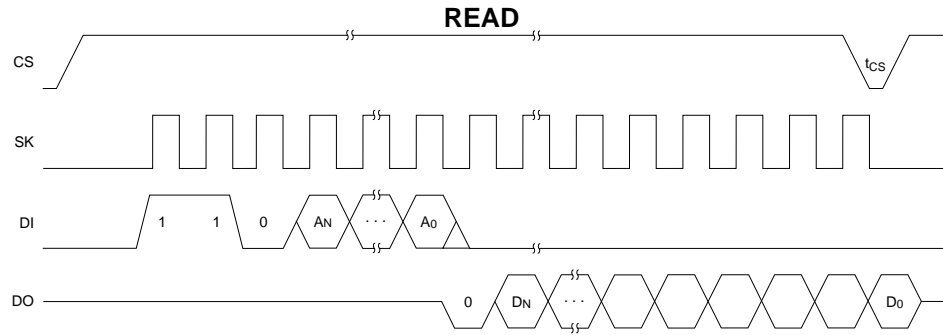 READ
CS
tCS
SK
DI 1 1 0 AN ... A0
DO 0 DN ... D0